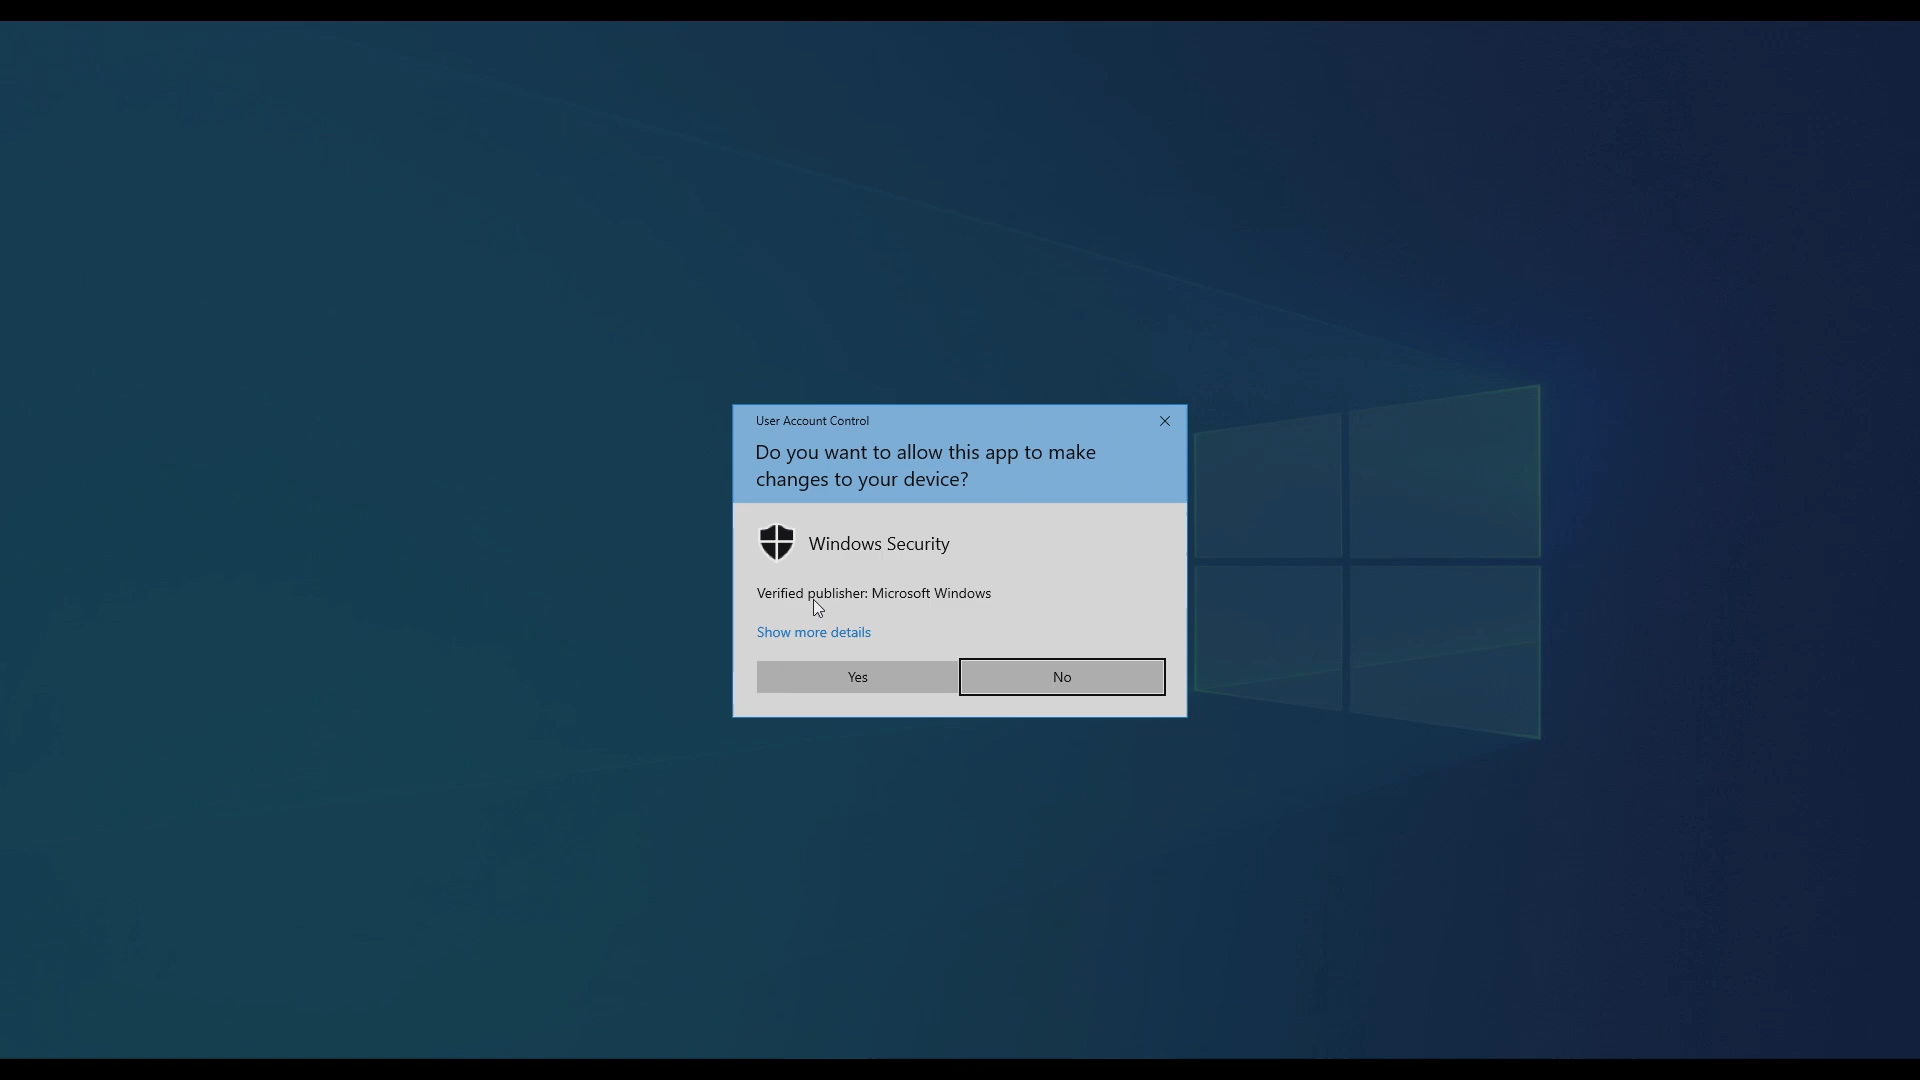 User Account Control
Do you want to allow this app to make
changes to your device?
Windows Security
Verified publisher: Microsoft Windows
Show more details
Yes
No